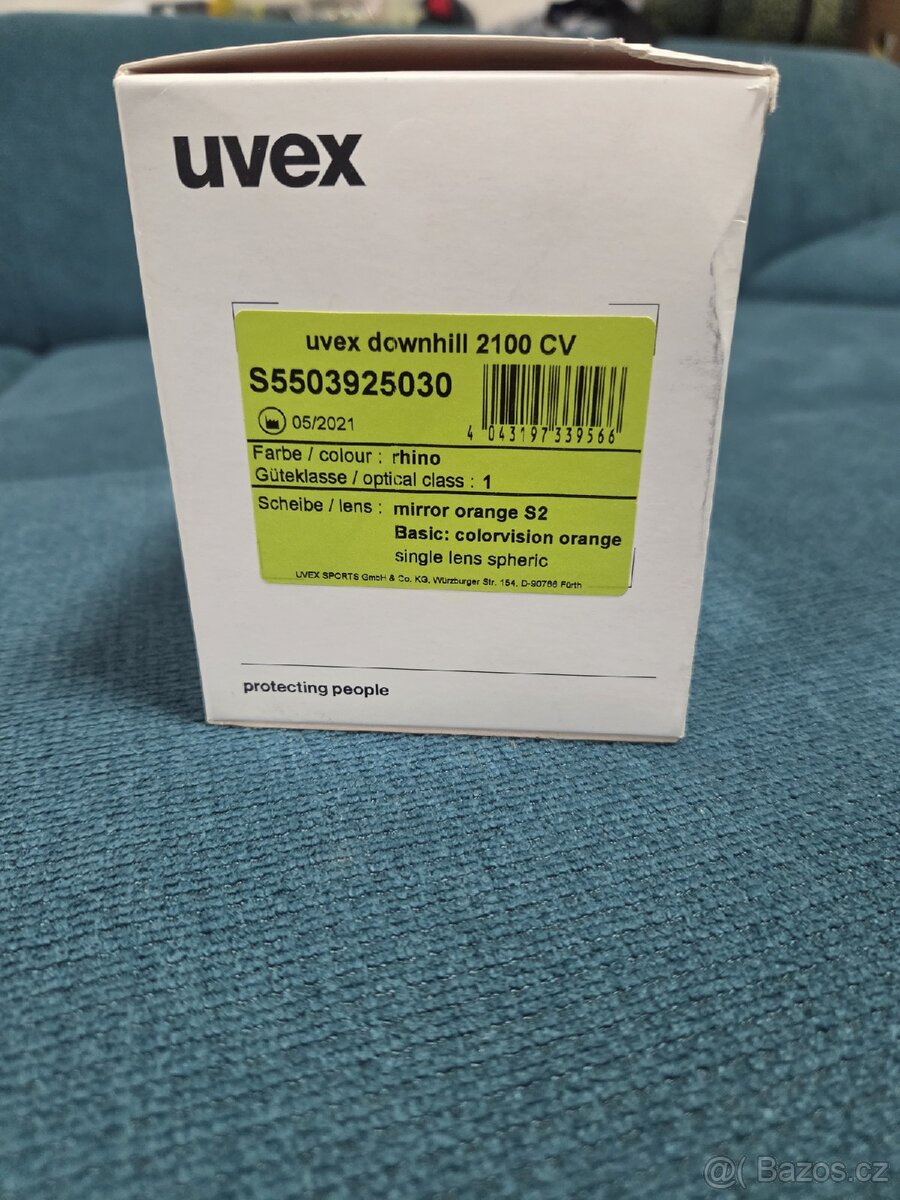 uvex
uvex downhill 2100 CV
S5503925030
05/2021
4 043197 339566
Farbe / colour : rhino
Güteklasse / optical class : 1
Scheibe / lens : mirror orange S2
Basic: colorvision orange
single lens spheric
UVEX SPORTS GmbH & Co. KG, Würzburger Str. 154, D-90766 Fürth
protecting people
@( Bazos.cz